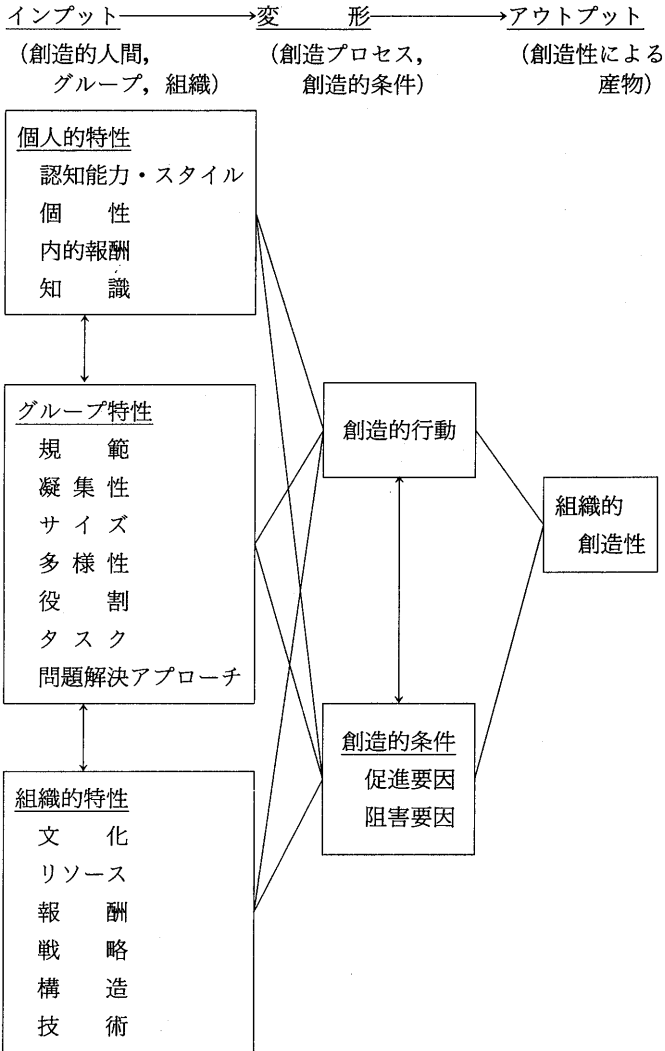 インプット→変　形→アウトプット
（創造的人間，
グループ，組織）
（創造プロセス，
創造的条件）
（創造性による
産物）
個人的特性
認知能力・スタイル
個　性
内的報酬
知　識
グループ特性
規　範
凝集性
サイズ
多様性
役　割
タスク
問題解決アプローチ
組織的特性
文　化
リソース
報　酬
戦　略
構　造
技　術
創造的行動
創造的条件
促進要因
阻害要因
組織的
創造性